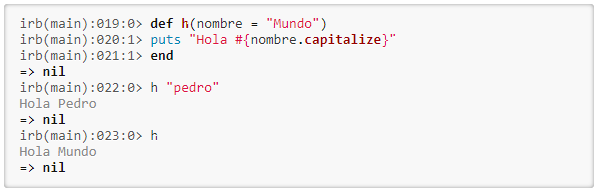 irb(main):019:0> def h(nombre = "Mundo")
irb(main):020:1> puts "Hola #{nombre.capitalize}"
irb(main):021:1> end
=> nil
irb(main):022:0> h "pedro"
Hola Pedro
=> nil
irb(main):023:0> h
Hola Mundo
=> nil